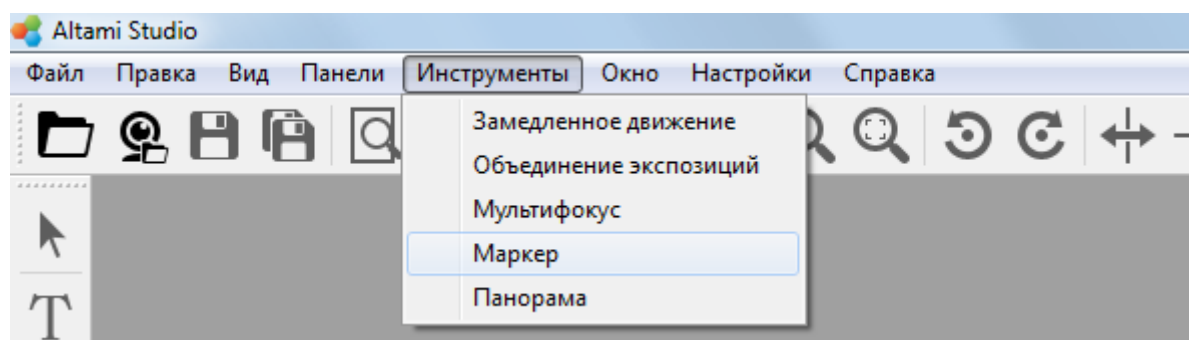 Altami Studio
Файл Правка Вид Панели Инструменты Окно Настройки Справка
Замедленное движение
Объединение экспозиций
Мультифокус
Маркер
Панорама
T